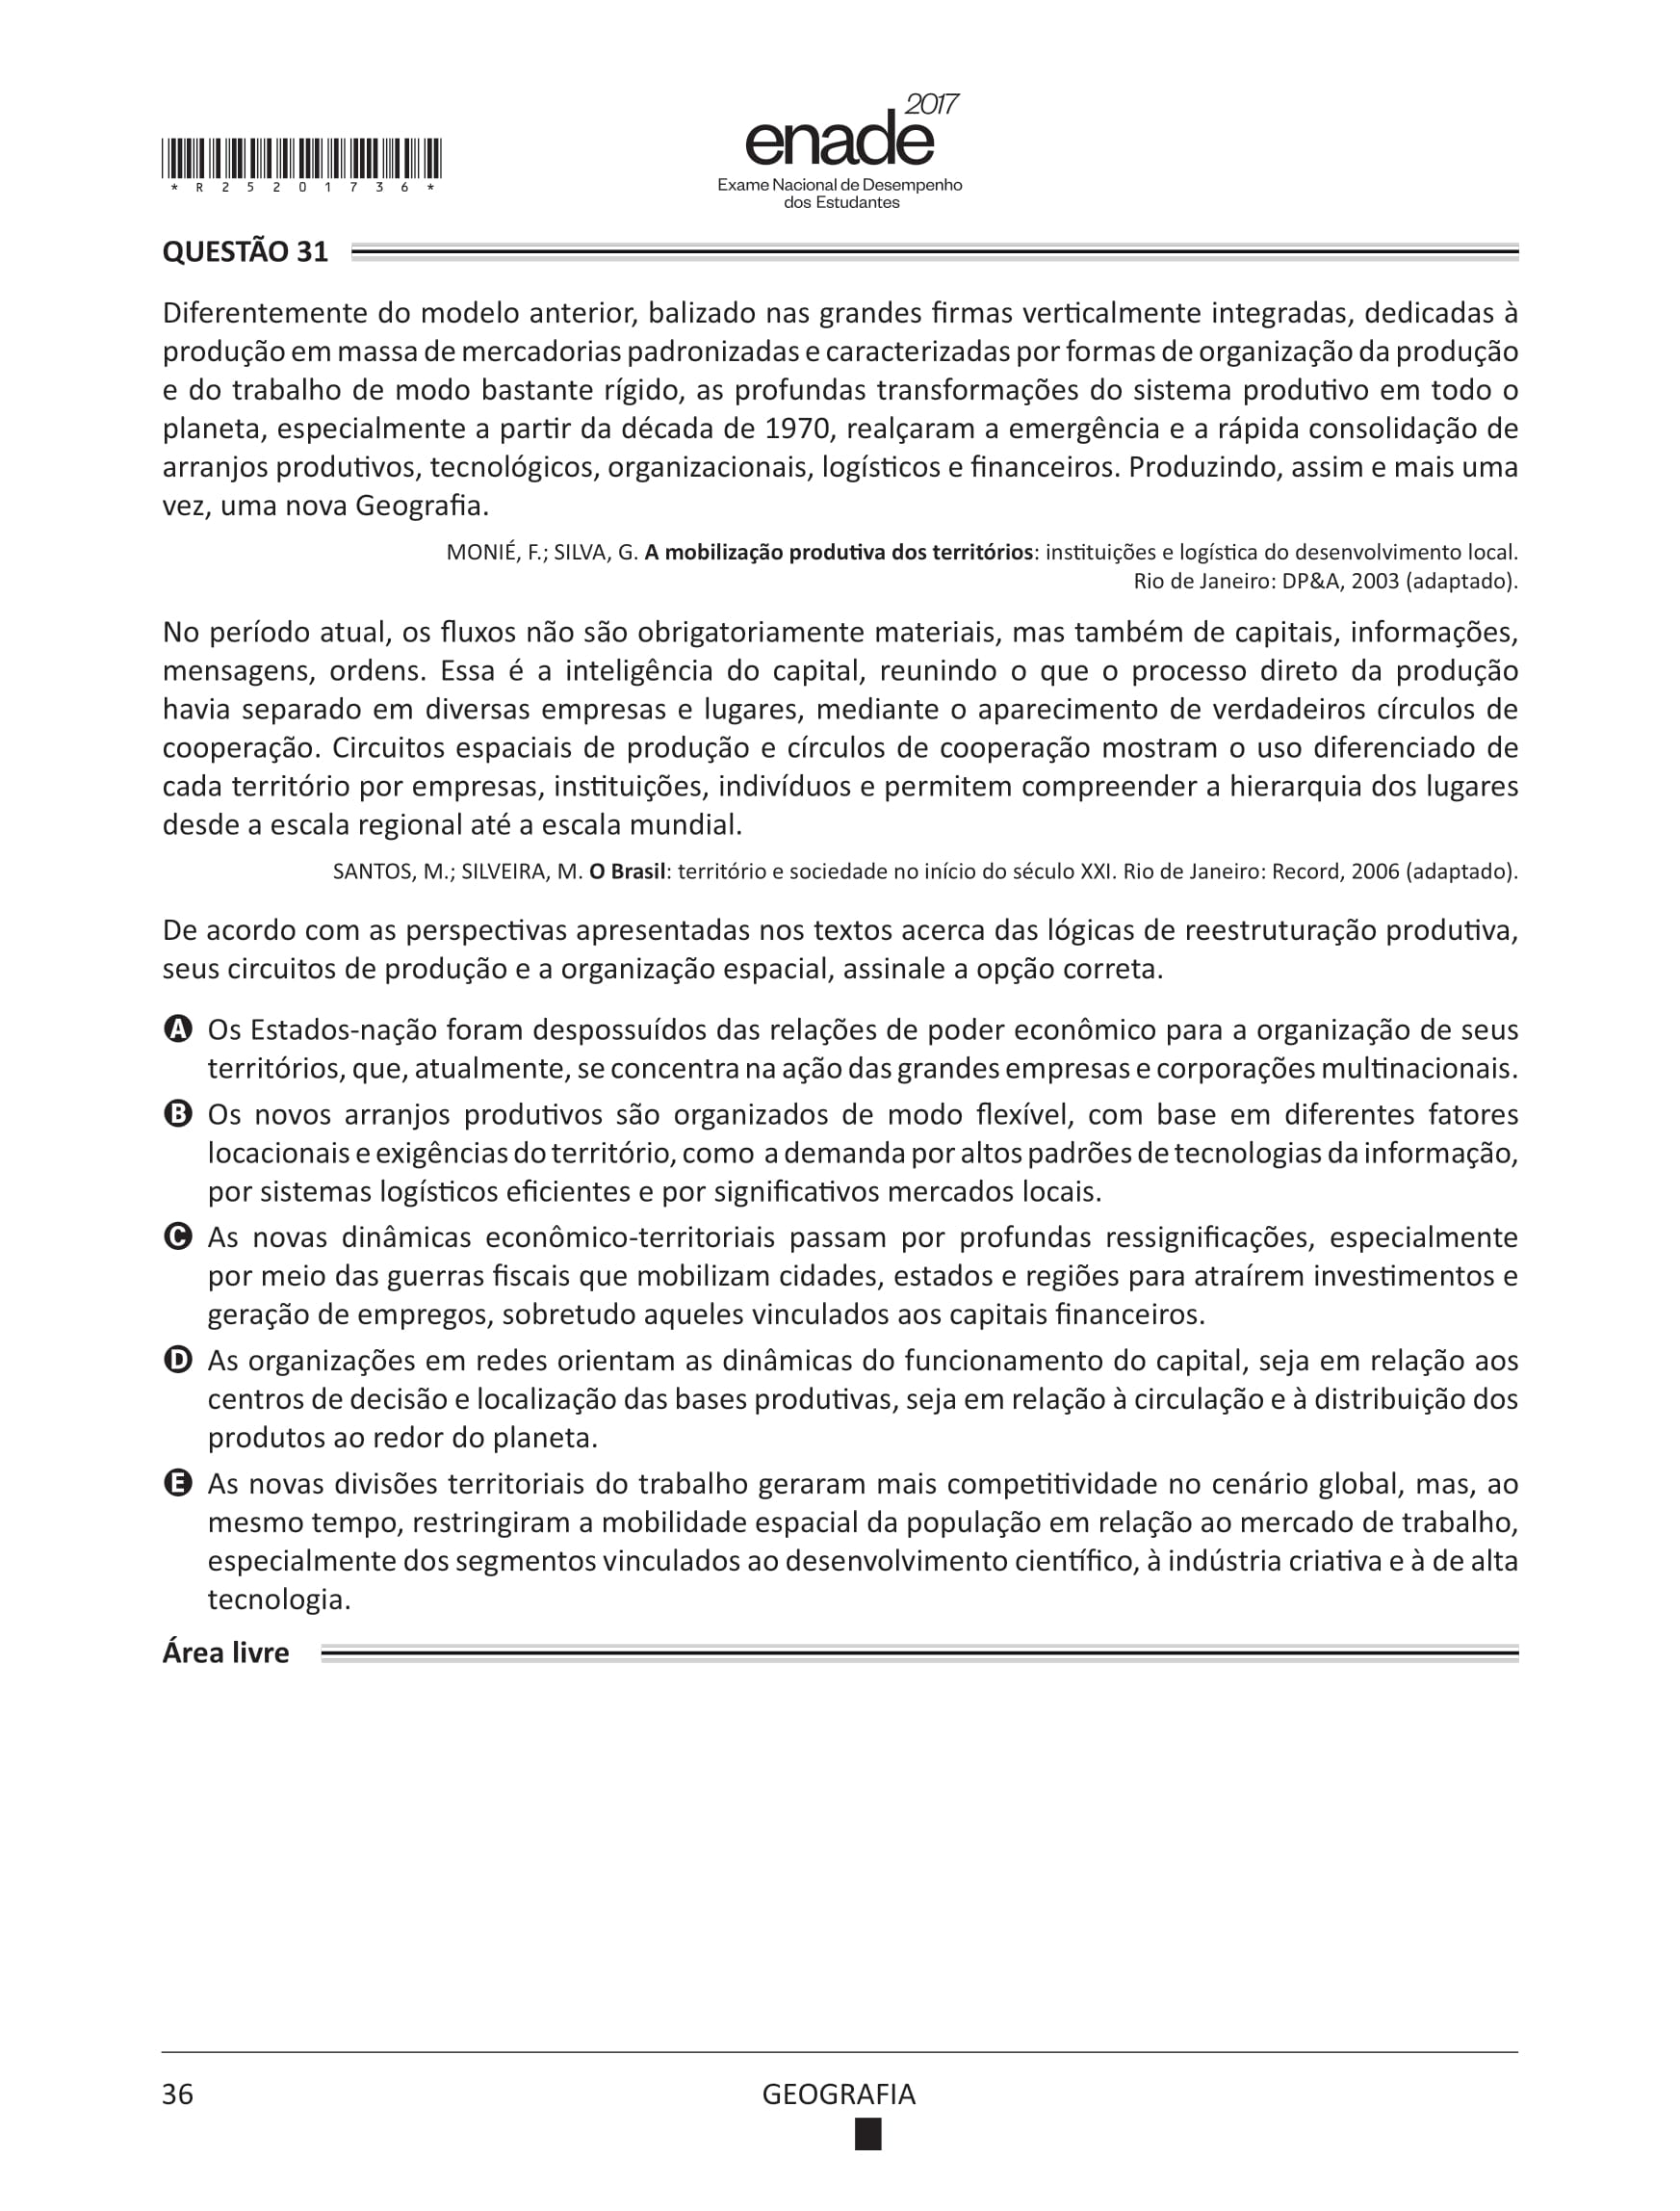 2017
enade
Exame Nacional de Desempenho
dos Estudantes
* R 2 5 2 0 1 7 3 6 *
QUESTÃO 31
Diferentemente do modelo anterior, balizado nas grandes firmas verticalmente integradas, dedicadas à
produção em massa de mercadorias padronizadas e caracterizadas por formas de organização da produção
e do trabalho de modo bastante rígido, as profundas transformações do sistema produtivo em todo o
planeta, especialmente a partir da década de 1970, realçaram a emergência e a rápida consolidação de
arranjos produtivos, tecnológicos, organizacionais, logísticos e financeiros. Produzindo, assim e mais uma
vez, uma nova Geografia.
MONIÉ, F.; SILVA, G. A mobilização produtiva dos territórios: instituições e logística do desenvolvimento local.
Rio de Janeiro: DP&A, 2003 (adaptado).
No período atual, os fluxos não são obrigatoriamente materiais, mas também de capitais, informações,
mensagens, ordens. Essa é a inteligência do capital, reunindo o que o processo direto da produção
havia separado em diversas empresas e lugares, mediante o aparecimento de verdadeiros círculos de
cooperação. Circuitos espaciais de produção e círculos de cooperação mostram o uso diferenciado de
cada território por empresas, instituições, indivíduos e permitem compreender a hierarquia dos lugares
desde a escala regional até a escala mundial.
SANTOS, M.; SILVEIRA, M. O Brasil: território e sociedade no início do século XXI. Rio de Janeiro: Record, 2006 (adaptado).
De acordo com as perspectivas apresentadas nos textos acerca das lógicas de reestruturação produtiva,
seus circuitos de produção e a organização espacial, assinale a opção correta.
A Os Estados-nação foram despossuídos das relações de poder econômico para a organização de seus
territórios, que, atualmente, se concentra na ação das grandes empresas e corporações multinacionais.
B Os novos arranjos produtivos são organizados de modo flexível, com base em diferentes fatores
locacionais e exigências do território, como a demanda por altos padrões de tecnologias da informação,
por sistemas logísticos eficientes e por significativos mercados locais.
C As novas dinâmicas econômico-territoriais passam por profundas ressignificações, especialmente
por meio das guerras fiscais que mobilizam cidades, estados e regiões para atraírem investimentos e
geração de empregos, sobretudo aqueles vinculados aos capitais financeiros.
D As organizações em redes orientam as dinâmicas do funcionamento do capital, seja em relação aos
centros de decisão e localização das bases produtivas, seja em relação à circulação e à distribuição dos
produtos ao redor do planeta.
E As novas divisões territoriais do trabalho geraram mais competitividade no cenário global, mas, ao
mesmo tempo, restringiram a mobilidade espacial da população em relação ao mercado de trabalho,
especialmente dos segmentos vinculados ao desenvolvimento científico, à indústria criativa e à de alta
tecnologia.
Área livre
36
GEOGRAFIA